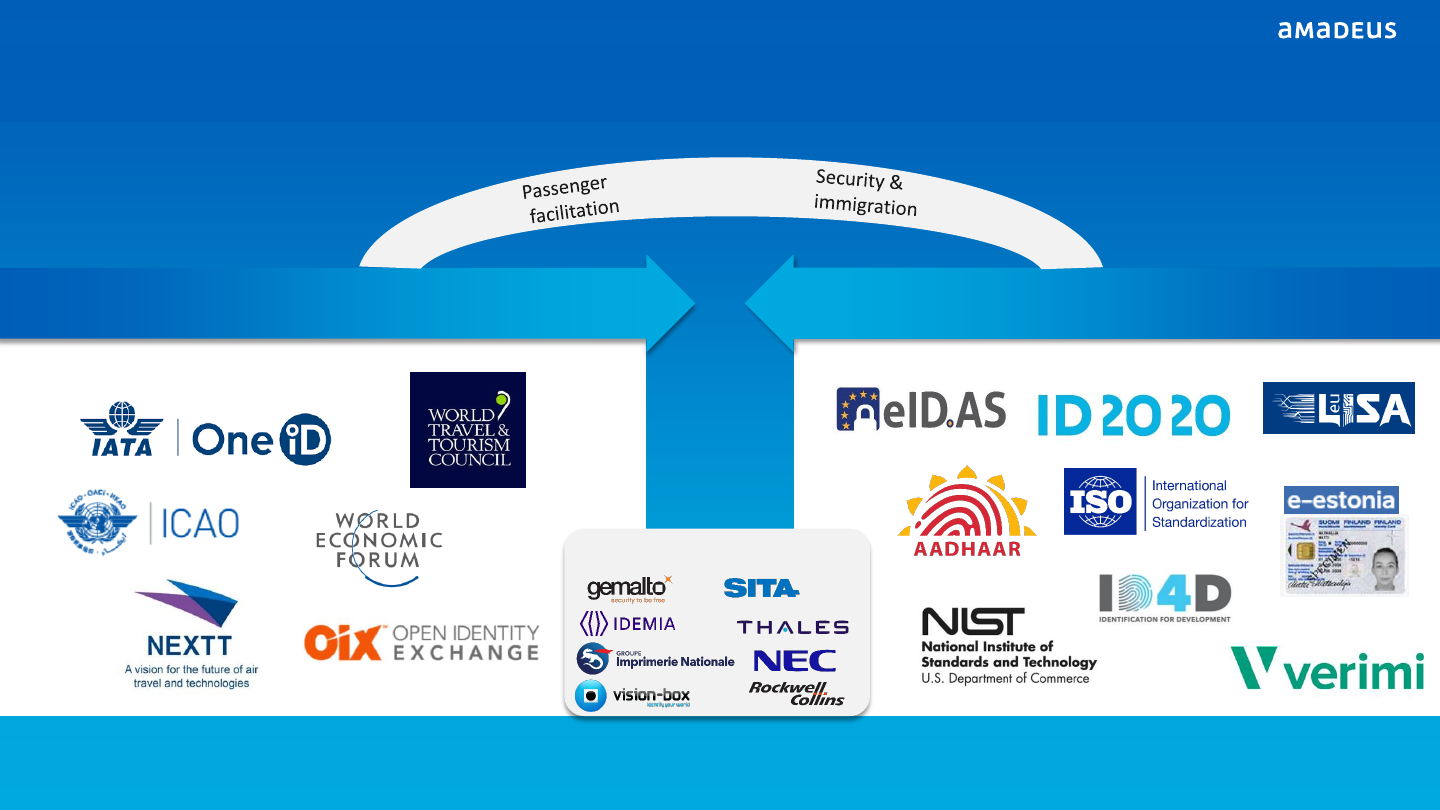 amadeus
Passenger
facilitation
Security &
immigration
IATA
One iD
WORLD
TRAVEL &
TOURISM
COUNCIL
ICAO
WORLD
ECONOMIC
FORUM
NEXTT
A vision for the future of air
travel and technologies
OIX™ OPEN IDENTITY
EXCHANGE
gemalto
security to be free
SITA
IDEMIA
THALES
GROUPE
Imprimerie Nationale
NEC
vision-box
identify your world
Rockwell
Collins
eID.AS
ID2020
eu LISA
AADHAAR
ISO
International
Organization for
Standardization
e-estonia
SUOMI FINLAND FINLAND
ID4D
IDENTIFICATION FOR DEVELOPMENT
NIST
National Institute of
Standards and Technology
U.S. Department of Commerce
verimi